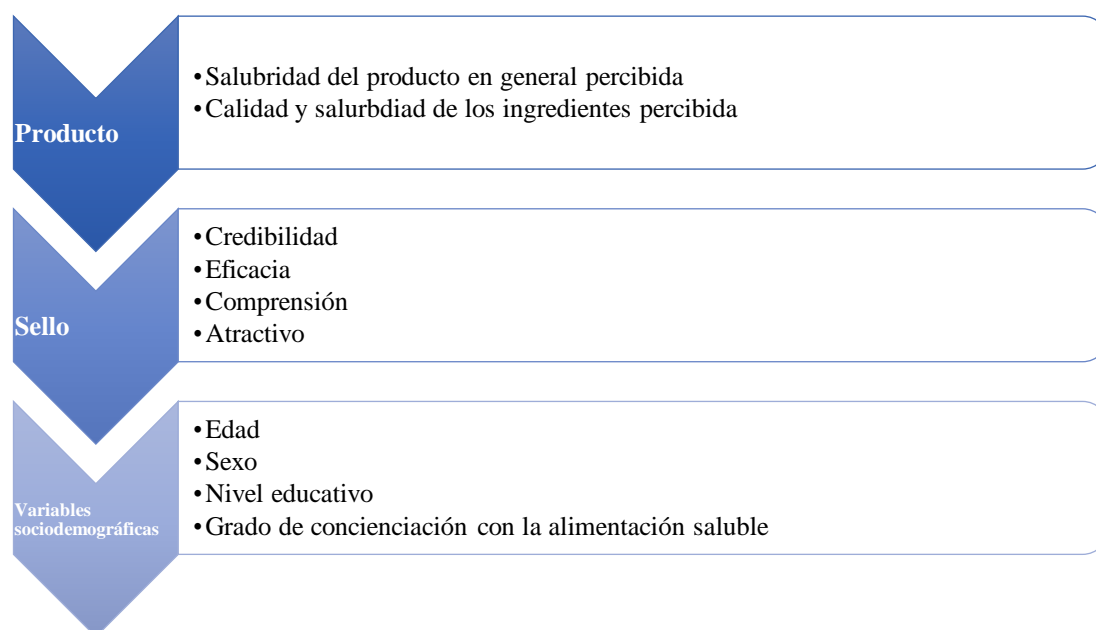 Producto
•Salubridad del producto en general percibida
•Calidad y salurbdiad de los ingredientes percibida
Sello
•Credibilidad
•Eficacia
•Comprensión
•Atractivo
Variables
sociodemográficas
•Edad
•Sexo
•Nivel educativo
•Grado de concienciación con la alimentación saluble